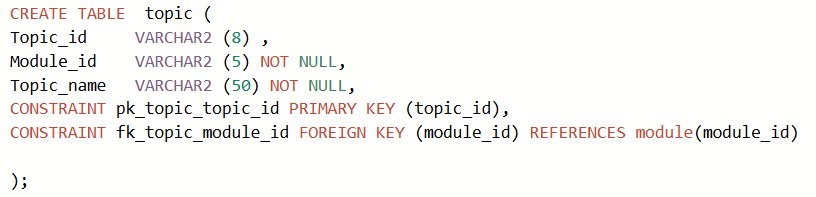 CREATE TABLE  topic (
Topic_id     VARCHAR2 (8) ,
Module_id    VARCHAR2 (5) NOT NULL,
Topic_name   VARCHAR2 (50) NOT NULL,
CONSTRAINT pk_topic_topic_id PRIMARY KEY (topic_id),
CONSTRAINT fk_topic_module_id FOREIGN KEY (module_id) REFERENCES module(module_id)
);